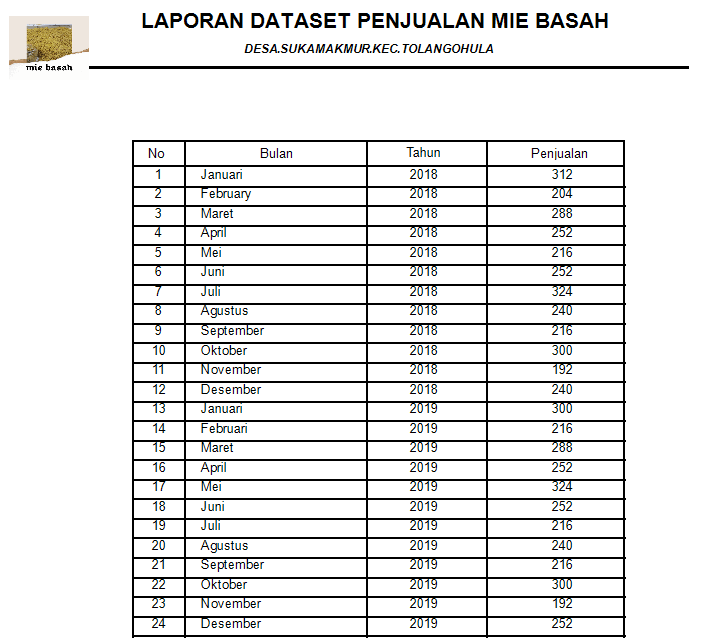 LAPORAN DATASET PENJUALAN MIE BASAH
DESA.SUKAMAKMUR.KEC.TOLANGOHULA
mie basah
No Bulan Tahun Penjualan
1 Januari 2018 312
2 February 2018 204
3 Maret 2018 288
4 April 2018 252
5 Mei 2018 216
6 Juni 2018 252
7 Juli 2018 324
8 Agustus 2018 240
9 September 2018 216
10 Oktober 2018 300
11 November 2018 192
12 Desember 2018 240
13 Januari 2019 300
14 Februari 2019 216
15 Maret 2019 288
16 April 2019 252
17 Mei 2019 324
18 Juni 2019 252
19 Juli 2019 216
20 Agustus 2019 240
21 September 2019 216
22 Oktober 2019 300
23 November 2019 192
24 Desember 2019 252